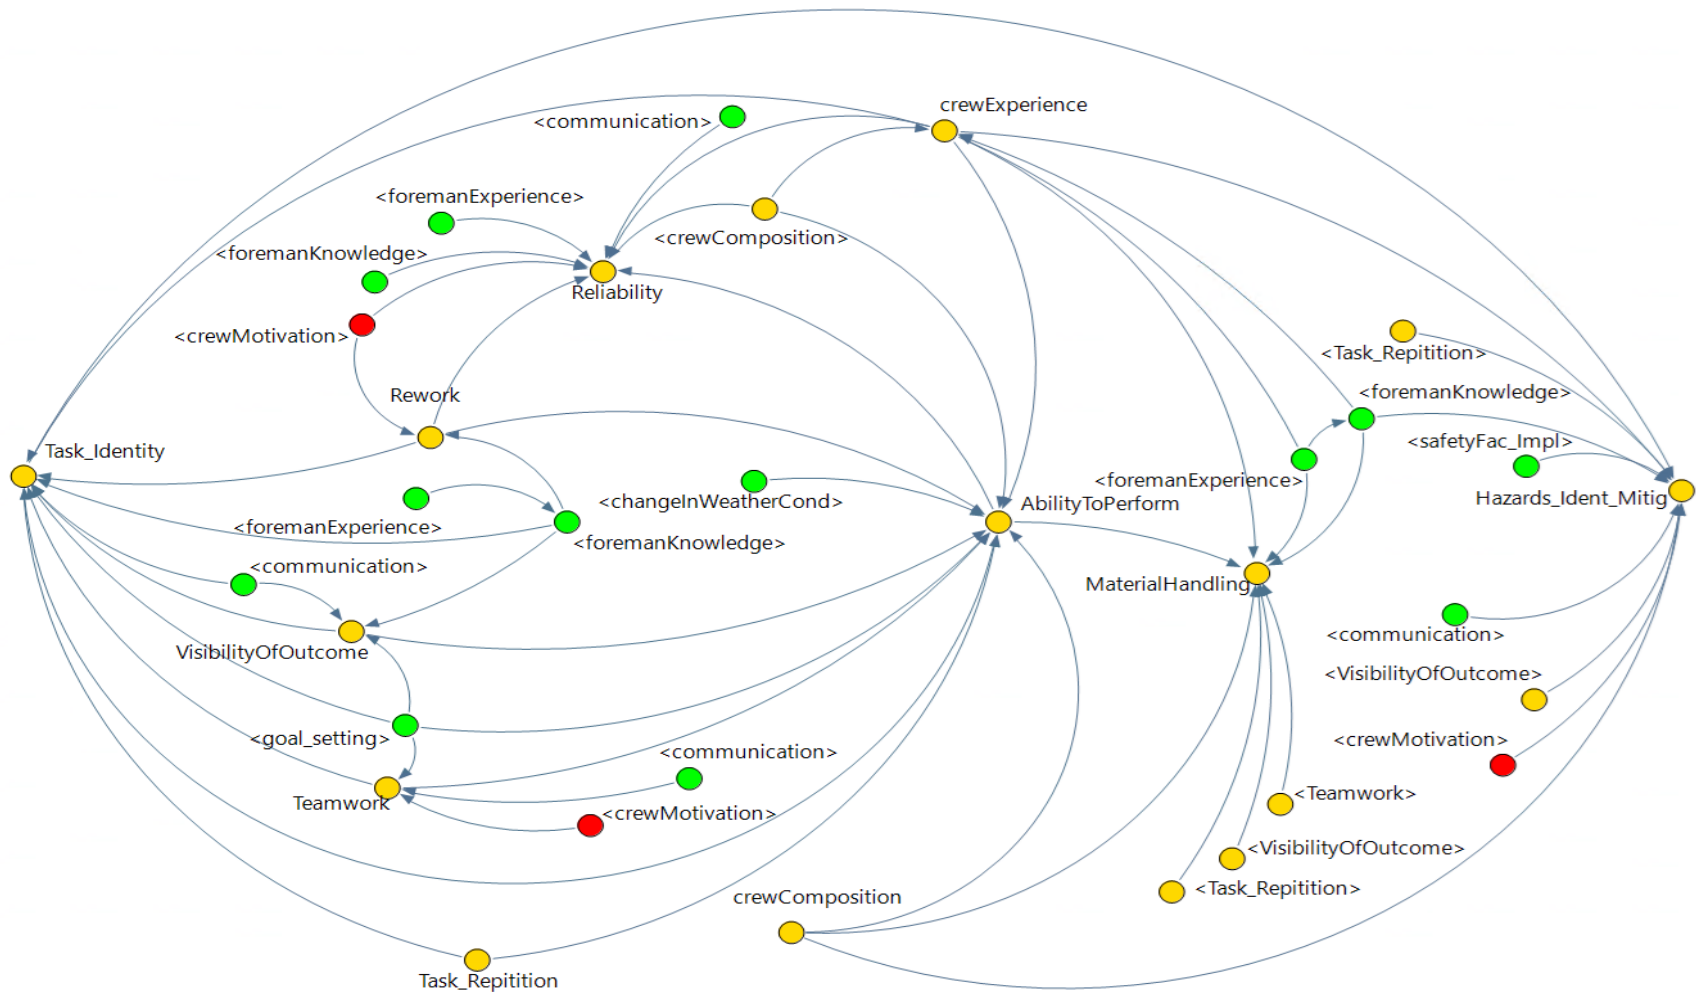 crewExperience
<communication>
<foremanExperience>
<crewComposition>
<foremanKnowledge>
Reliability
<crewMotivation>
<Task_Repitition>
Rework
<foremanKnowledge>
Task_Identity
<safetyFac_Impl>
<foremanExperience>
Hazards_Ident_Mitig
<changeInWeatherCond>
AbilityToPerform
<foremanExperience>
<foremanKnowledge>
<communication>
MaterialHandling
<communication>
VisibilityOfOutcome
<VisibilityOfOutcome>
<goal_setting>
<crewMotivation>
<communication>
<Teamwork>
Teamwork
<crewMotivation>
<VisibilityOfOutcome>
<Task_Repitition>
crewComposition
Task_Repitition